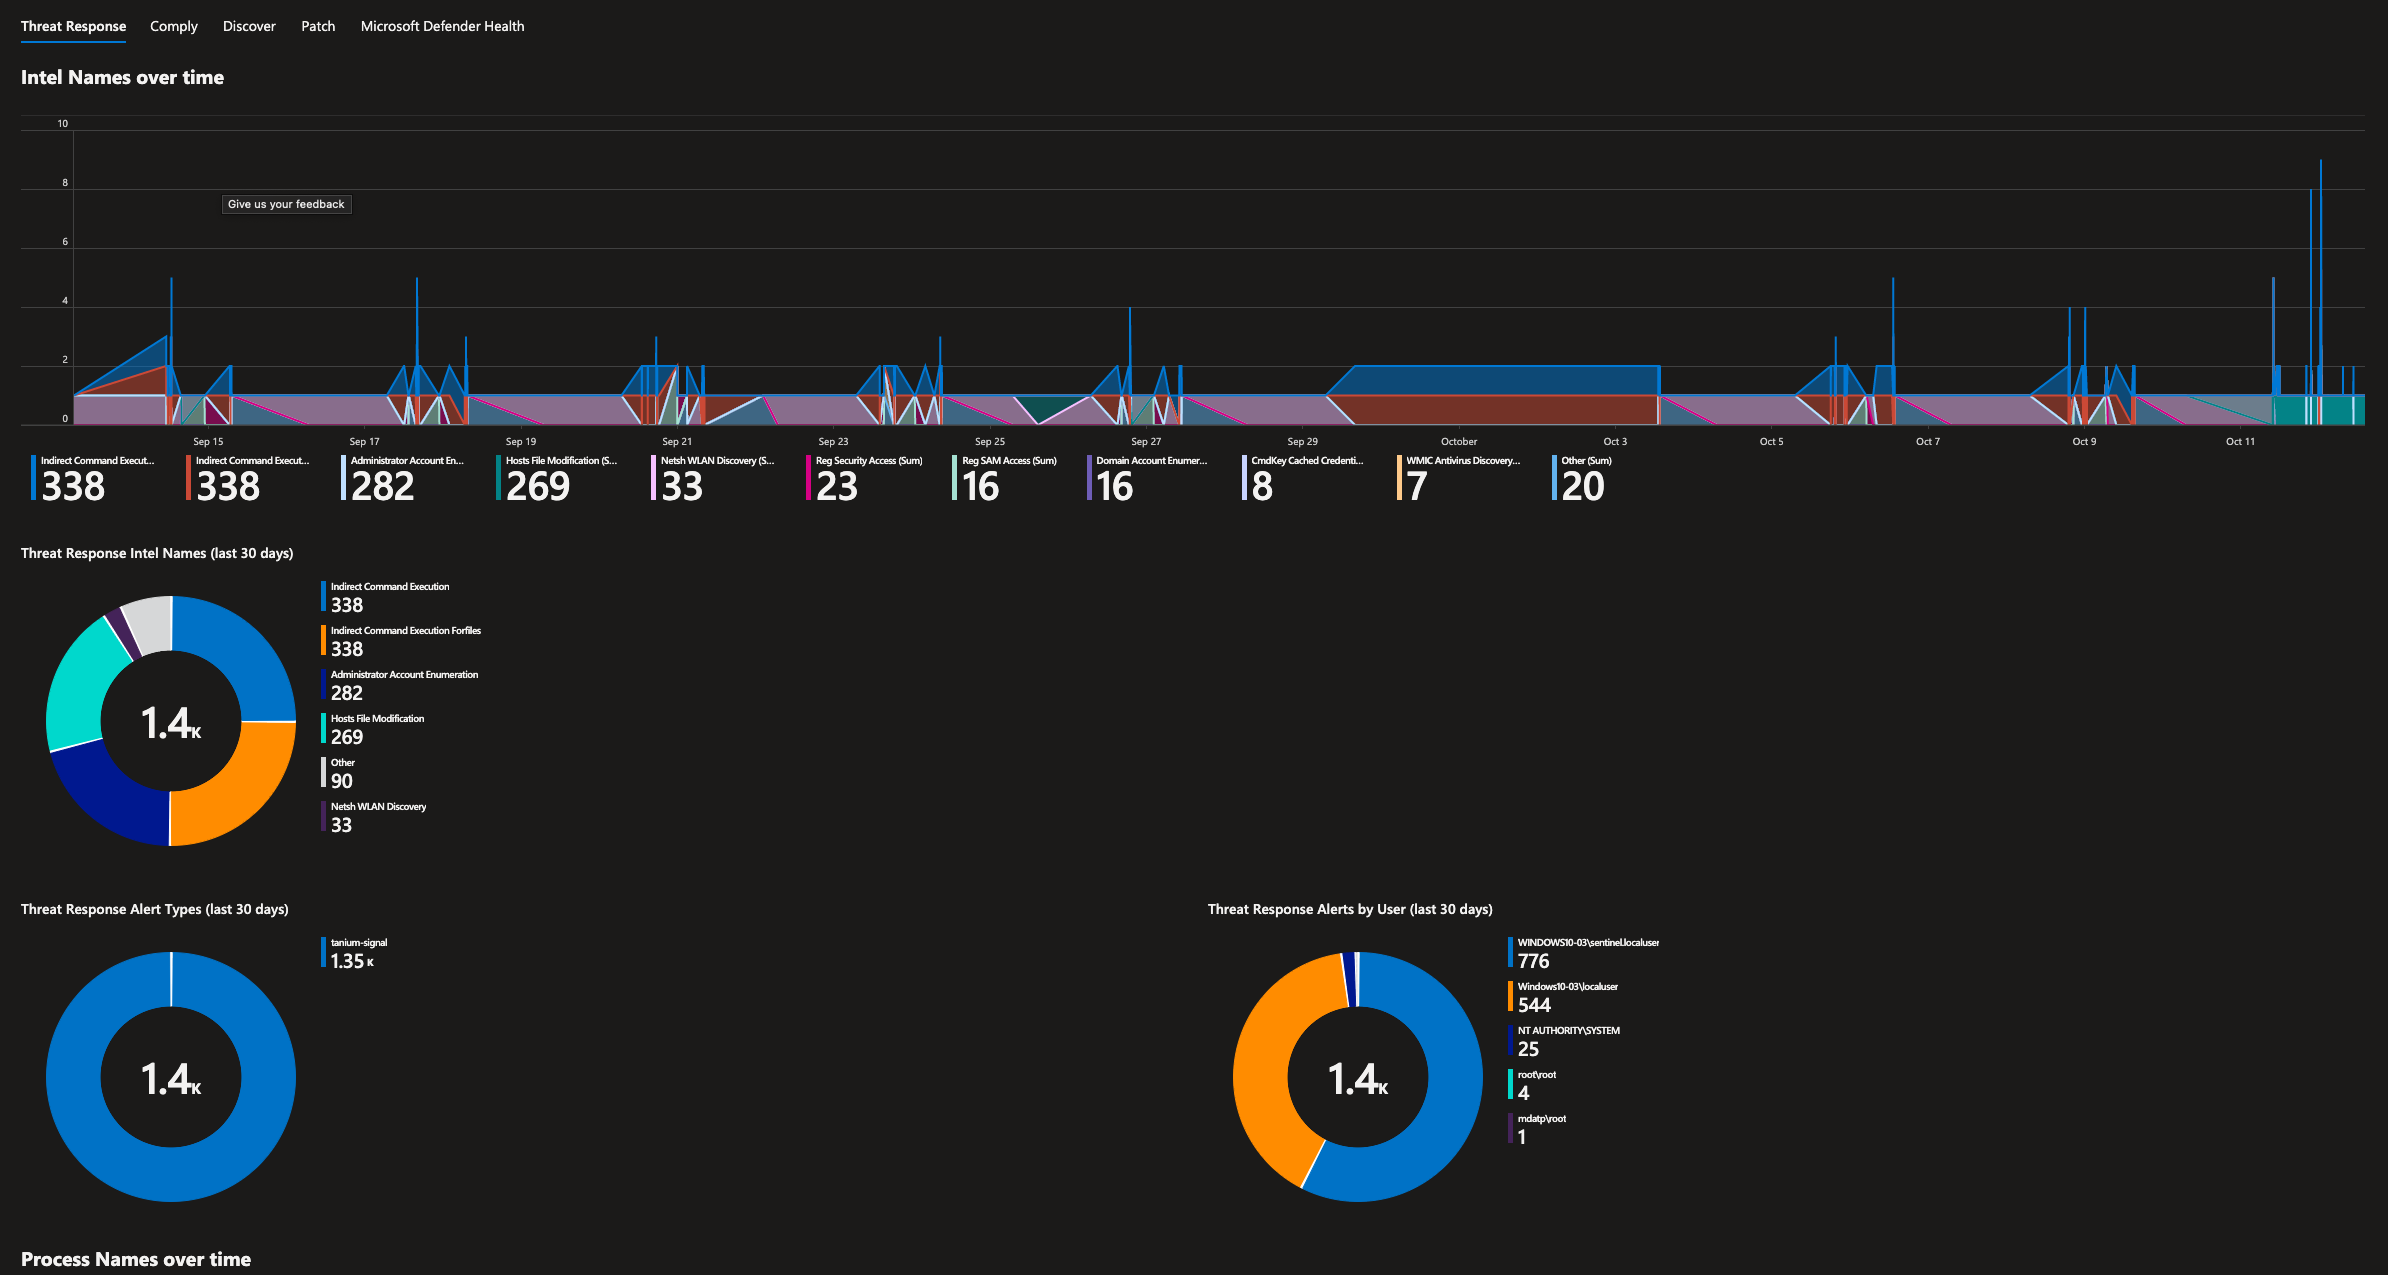 Threat Response Comply Discover Patch Microsoft Defender Health
Intel Names over time
10
8
Give us your feedback
6
4
2
0
Sep 15 Sep 17 Sep 19 Sep 21 Sep 23 Sep 25 Sep 27 Sep 29 October Oct 3 Oct 5 Oct 7 Oct 9 Oct 11
Indirect Command Execut... Indirect Command Execut... Administrator Account En... Hosts File Modification (S... Netsh WLAN Discovery (S... Reg Security Access (Sum) Reg SAM Access (Sum) Domain Account Enumer... CmdKey Cached Credenti... WMIC Antivirus Discovery... Other (Sum)
338 338 282 269 33 23 16 16 8 7 20
Threat Response Intel Names (last 30 days)
1.4K
Indirect Command Execution
338
Indirect Command Execution Forfiles
338
Administrator Account Enumeration
282
Hosts File Modification
269
Other
90
Netsh WLAN Discovery
33
Threat Response Alert Types (last 30 days)
1.4K
tanium-signal
1.35 K
Threat Response Alerts by User (last 30 days)
1.4K
WINDOWS10-03\sentinel.localuser
776
Windows10-03\localuser
544
NT AUTHORITY\SYSTEM
25
root\root
4
mdatp\root
1
Process Names over time